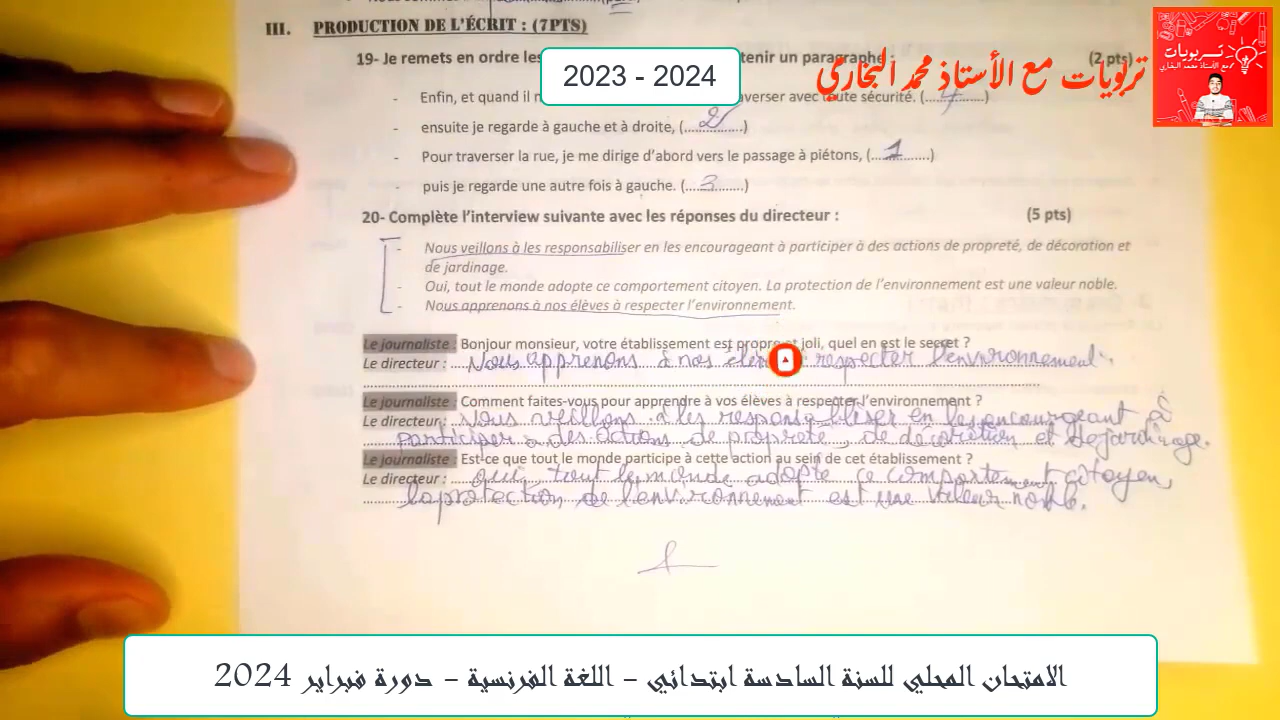 III. PRODUCTION DE L'ÉCRIT : (7PTS)
19- Je remets en ordre les tenir un paragraphe : (2 pts)
2023 - 2024
تربويات مع الأستاذ محمد البخاري
تـــربويات
مع الأستاذ محمد البخاري
- Enfin, et quand il averser avec toute sécurité. (....4....)
- ensuite je regarde à gauche et à droite, (....2....)
- Pour traverser la rue, je me dirige d'abord vers le passage à piétons, (....1....)
- puis je regarde une autre fois à gauche. (....3....)
20- Complète l'interview suivante avec les réponses du directeur : (5 pts)
- Nous veillons à les responsabiliser en les encourageant à participer à des actions de propreté, de décoration et
de jardinage.
- Oui, tout le monde adopte ce comportement citoyen. La protection de l'environnement est une valeur noble.
- Nous apprenons à nos élèves à respecter l'environnement.
Le journaliste : Bonjour monsieur, votre établissement est propre et joli, quel en est le secret ?
Le directeur : Nous apprenons à nos respecter l'environnement.
Le journaliste : Comment faites-vous pour apprendre à vos élèves à respecter l'environnement ?
Le directeur : Nous veillons à les responsabiliser en les encourgeant à
participer à des actions de propreté, de décoration et de jardinage.
Le journaliste : Est-ce que tout le monde participe à cette action au sein de cet établissement ?
Le directeur : oui, tout le monde adopte ce comportement citoyen,
la protection de l'environnement est une valeur noble.
الامتحان المحلي للسنة السادسة ابتدائي - اللغة الفرنسية - دورة فبراير 2024